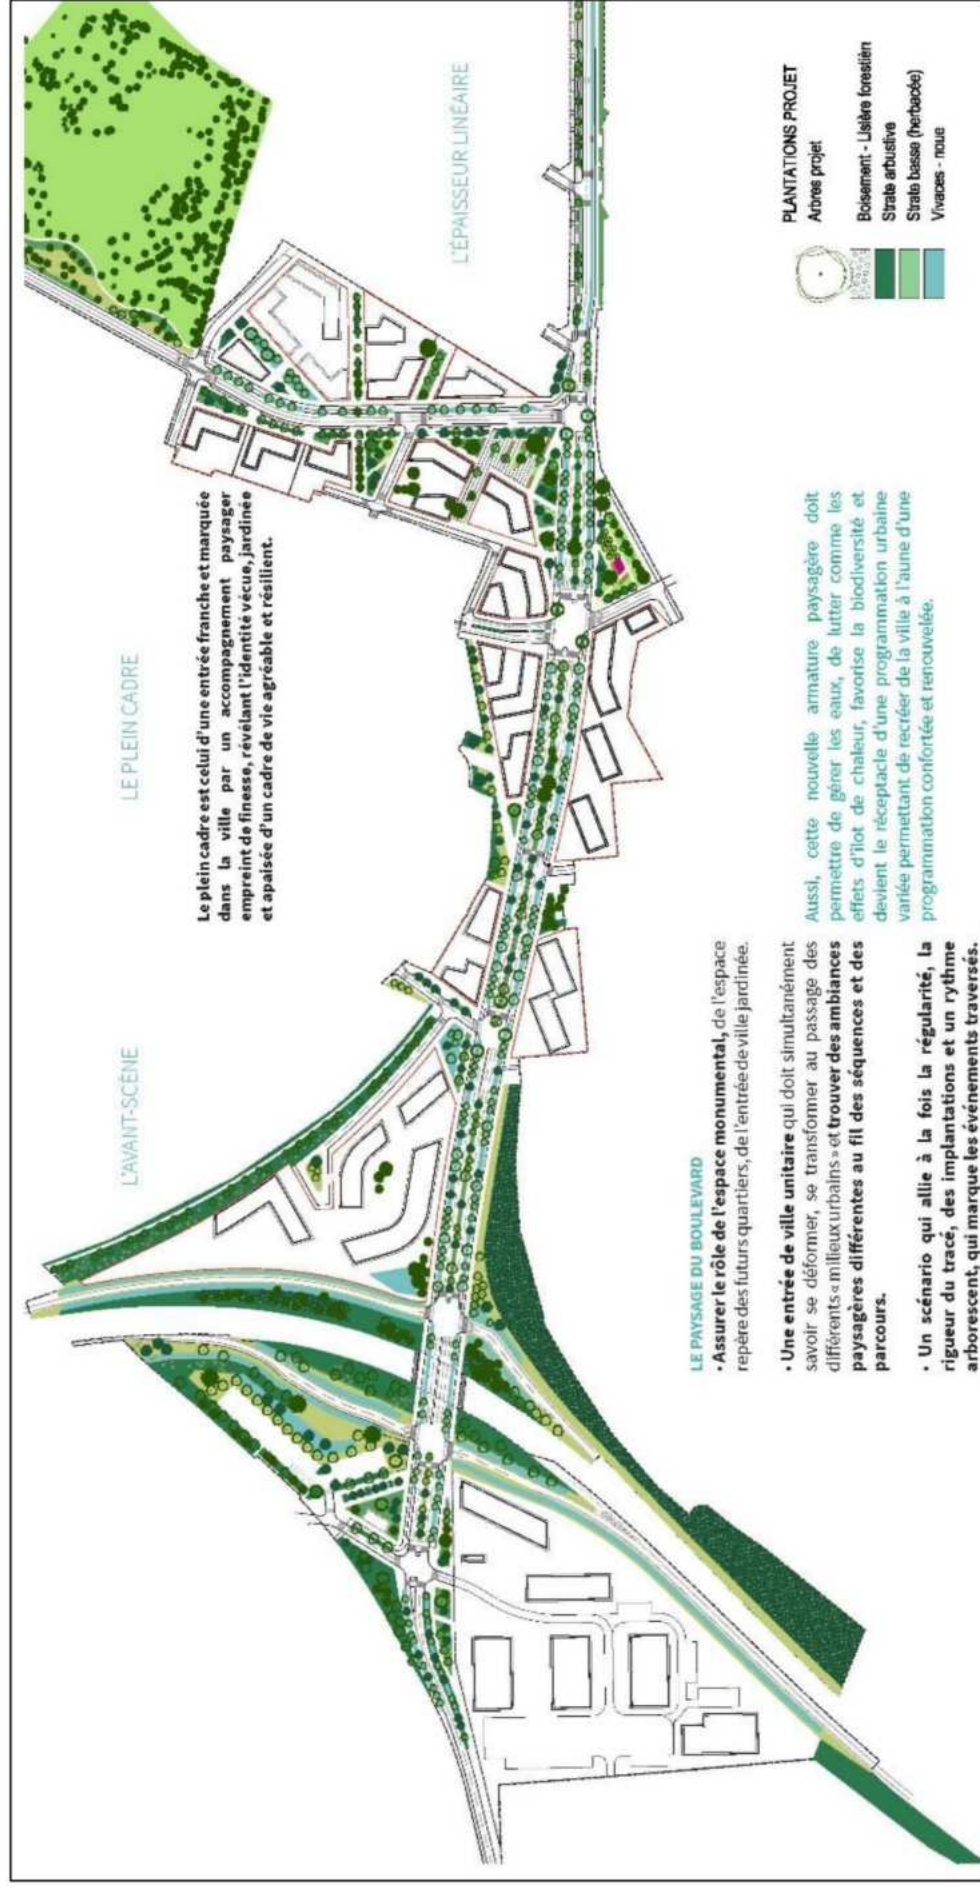 L'AVANT-SCÈNE
LE PLEIN CADRE
Le plein cadre est celui d'une entrée franche et marquée
dans la ville par un accompagnement paysager
empreint de finesse, révélant l'identité vécue, jardinée
et apaisée d'un cadre de vie agréable et résilient.
L'ÉPAISSEUR LINÉAIRE
LE PAYSAGE DU BOULEVARD
• Assurer le rôle de l'espace monumental, de l'espace
repère des futurs quartiers, de l'entrée de ville jardinée.
• Une entrée de ville unitaire qui doit simultanément
savoir se déformer, se transformer au passage des
différents « milieux urbains » et trouver des ambiances
paysagères différentes au fil des séquences et des
parcours.
• Un scénario qui allie à la fois la régularité, la
rigueur du tracé, des implantations et un rythme
arborescent, qui marque les événements traversés.
Aussi, cette nouvelle armature paysagère doit
permettre de gérer les eaux, de lutter comme les
effets d'ilot de chaleur, favorise la biodiversité et
devient le réceptacle d'une programmation urbaine
variée permettant de recréer de la ville à l'aune d'une
programmation confortée et renouvelée.
PLANTATIONS PROJET
Arbres projet
Boisement - Lisière forestièn
Strate arbustive
Strate basse (herbacée)
Vivaces - noue